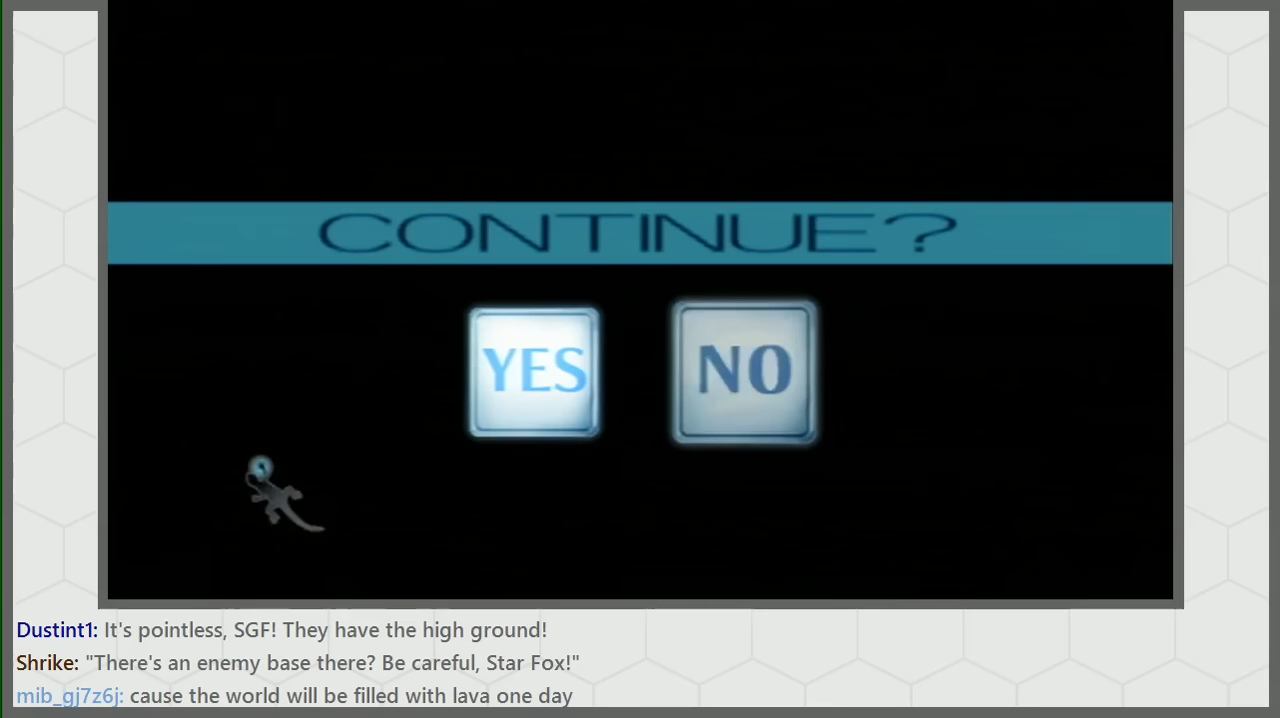 CONTINUE?
YES NO
Dustint1: It's pointless, SGF! They have the high ground!
Shrike: "There's an enemy base there? Be careful, Star Fox!"
mib_gj7z6j: cause the world will be filled with lava one day